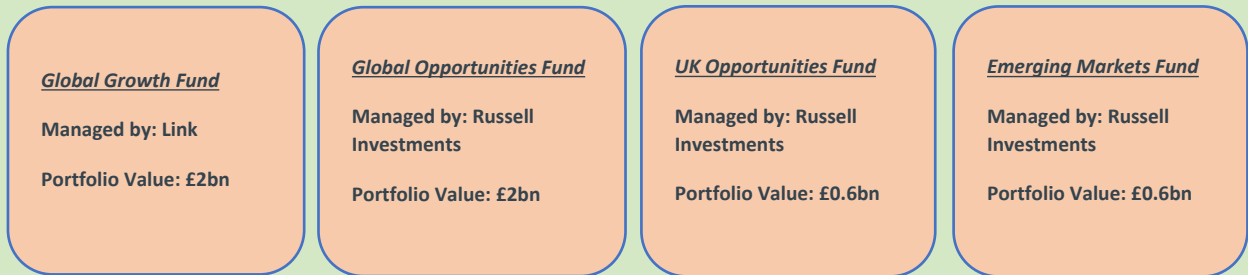 Global Growth Fund
Managed by: Link
Portfolio Value: £2bn
Global Opportunities Fund
Managed by: Russell
Investments
Portfolio Value: £2bn
UK Opportunities Fund
Managed by: Russell
Investments
Portfolio Value: £0.6bn
Emerging Markets Fund
Managed by: Russell
Investments
Portfolio Value: £0.6bn